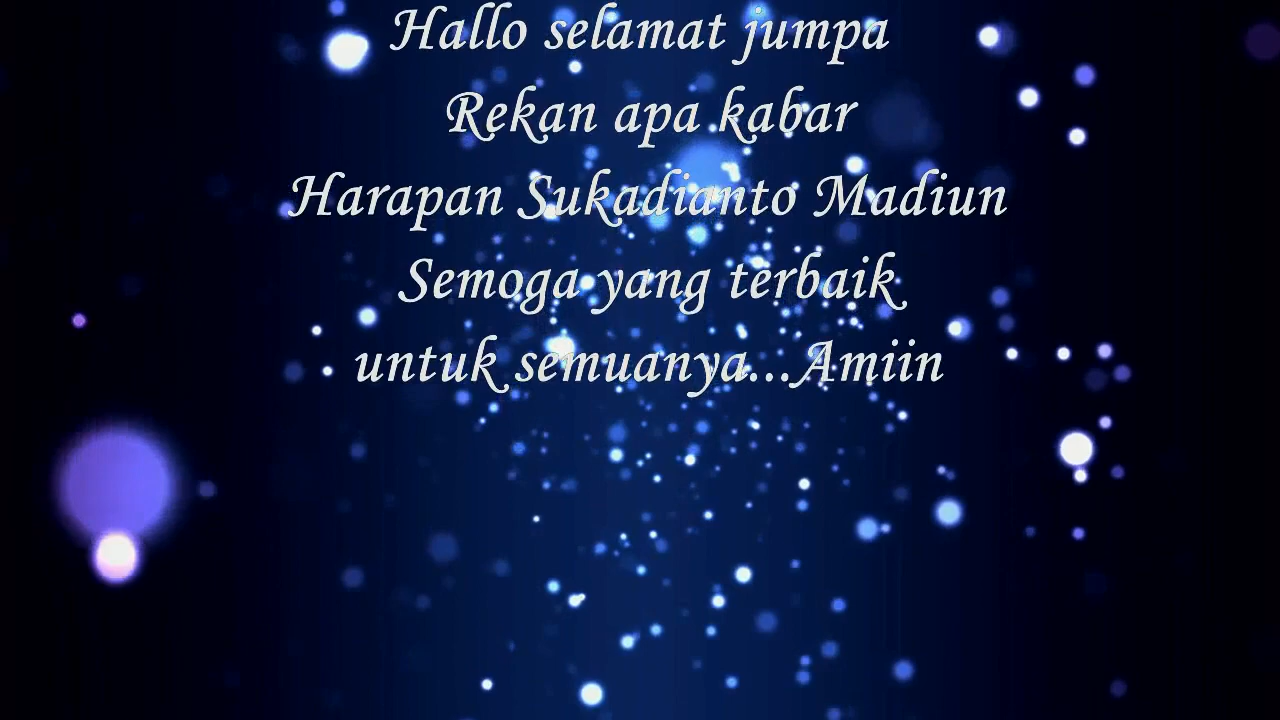 Hallo selamat jumpa
Rekan apa kabar
Harapan Sukadianto Madiun
Semoga yang terbaik
untuk semuanya...Amiin